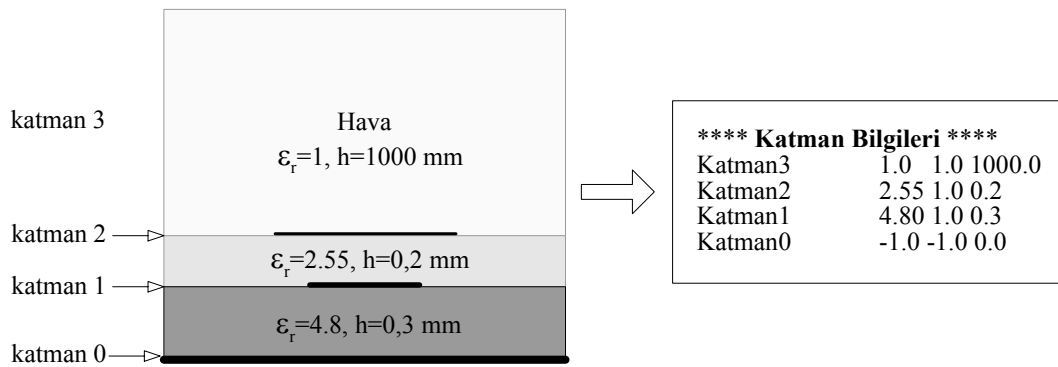 katman 3
Hava
εr=1, h=1000 mm
katman 2
εr=2.55, h=0,2 mm
katman 1
εr=4.8, h=0,3 mm
katman 0
**** Katman Bilgileri ****
Katman3 1.0 1.0 1000.0
Katman2 2.55 1.0 0.2
Katman1 4.80 1.0 0.3
Katman0 -1.0 -1.0 0.0